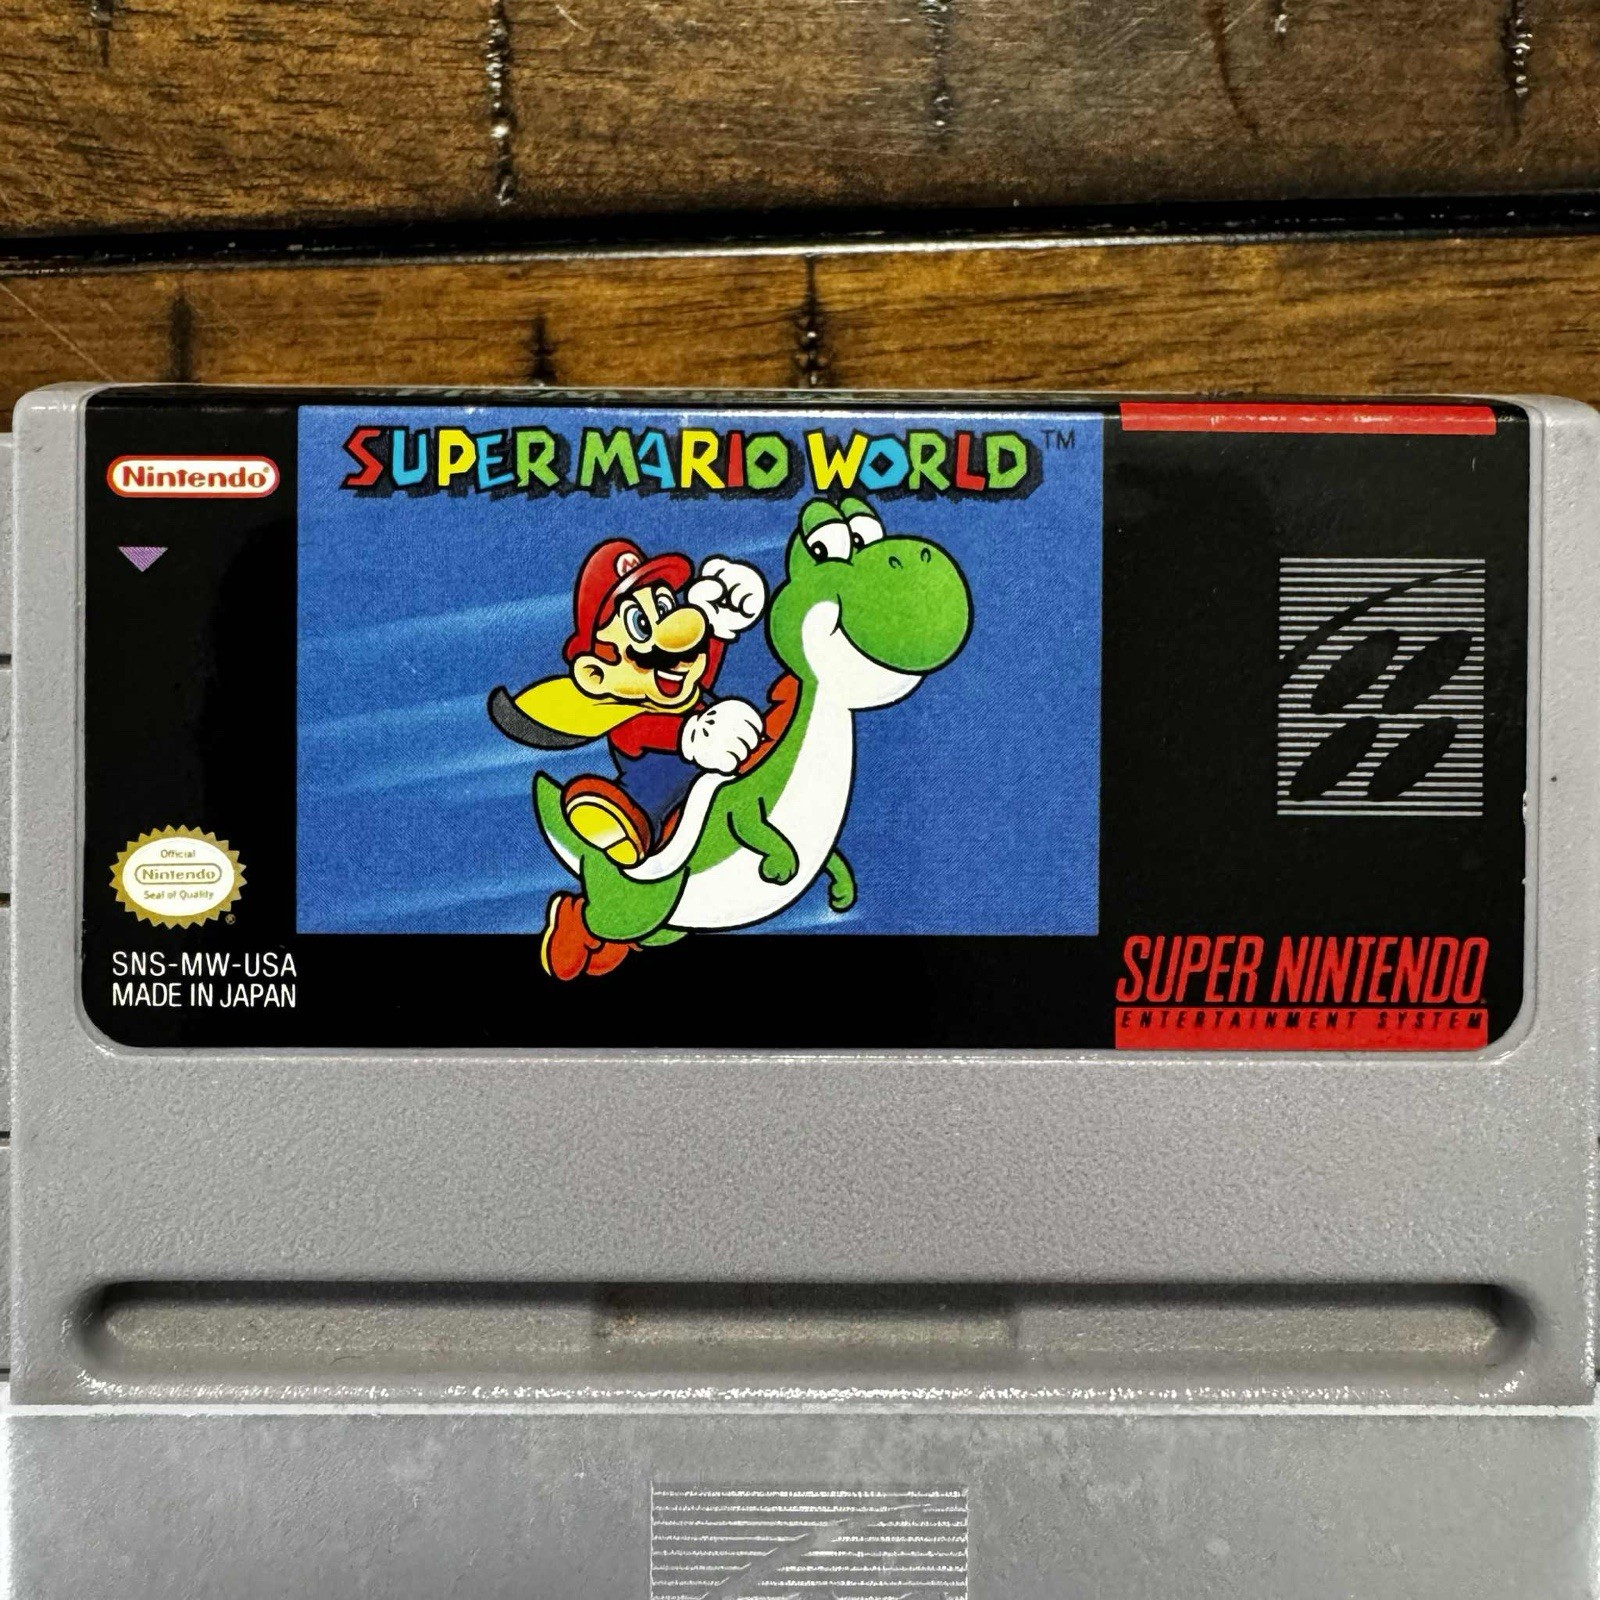 SUPER MARIO WORLD™
Nintendo®
M
Official
Nintendo
Seal of Quality
®
SNS-MW-USA
MADE IN JAPAN
SUPER NINTENDO
ENTERTAINMENT SYSTEM